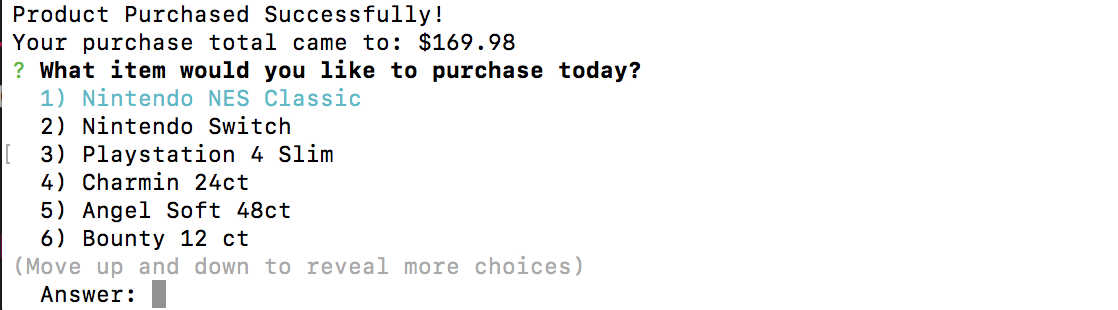 Product Purchased Successfully!
Your purchase total came to: $169.98
? What item would you like to purchase today?
1) Nintendo NES Classic
2) Nintendo Switch
[ 3) Playstation 4 Slim
4) Charmin 24ct
5) Angel Soft 48ct
6) Bounty 12 ct
(Move up and down to reveal more choices)
Answer: